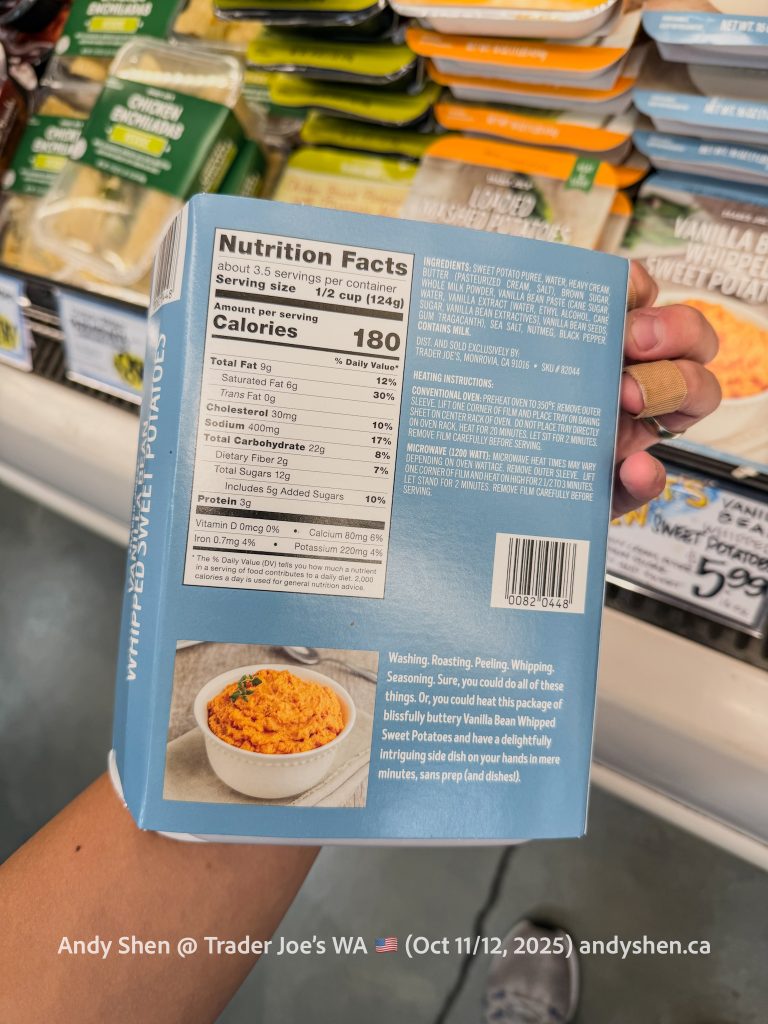 CHICKEN
ENCHILADAS
VERDE
LOADED
MASHED POTATOES
VANILLA B
WHIPPED
SWEET POTATOES
Nutrition Facts
about 3.5 servings per container
Serving size 1/2 cup (124g)
Amount per serving
Calories 180
% Daily Value*
Total Fat 9g 12%
Saturated Fat 6g 30%
Trans Fat 0g
Cholesterol 30mg 10%
Sodium 400mg 17%
Total Carbohydrate 22g 8%
Dietary Fiber 2g 7%
Total Sugars 12g
Includes 5g Added Sugars 10%
Protein 3g
Vitamin D 0mcg 0% • Calcium 80mg 6%
Iron 0.7mg 4% • Potassium 220mg 4%
* The % Daily Value (DV) tells you how much a nutrient
in a serving of food contributes to a daily diet. 2,000
calories a day is used for general nutrition advice.
INGREDIENTS: SWEET POTATO PUREE, WATER, HEAVY CREAM,
BUTTER (PASTEURIZED CREAM, SALT), BROWN SUGAR,
WHOLE MILK POWDER, VANILLA BEAN PASTE (CANE SUGAR,
WATER, VANILLA EXTRACT (WATER, ETHYL ALCOHOL, CANE
SUGAR, VANILLA BEAN EXTRACTIVES), VANILLA BEAN SEEDS,
GUM TRAGACANTH), SEA SALT, NUTMEG, BLACK PEPPER.
CONTAINS MILK.
DIST. AND SOLD EXCLUSIVELY BY:
TRADER JOE'S, MONROVIA, CA 91016 • SKU# 82044
HEATING INSTRUCTIONS:
CONVENTIONAL OVEN: PREHEAT OVEN TO 350°F. REMOVE OUTER
SLEEVE. LIFT ONE CORNER OF FILM AND PLACE TRAY ON BAKING
SHEET ON CENTER RACK OF OVEN. DO NOT PLACE TRAY DIRECTLY
ON OVEN RACK. HEAT FOR 20 MINUTES. LET SIT FOR 2 MINUTES.
REMOVE FILM CAREFULLY BEFORE SERVING.
MICROWAVE (1200 WATT): MICROWAVE HEAT TIMES MAY VARY
DEPENDING ON OVEN WATTAGE. REMOVE OUTER SLEEVE. LIFT
ONE CORNER OF FILM AND HEAT ON HIGH FOR 2 1/2 TO 3 MINUTES.
LET STAND FOR 2 MINUTES. REMOVE FILM CAREFULLY BEFORE
SERVING.
0082 0448
VANILLA BEAN
WHIPPED SWEET POTATOES
Washing. Roasting. Peeling. Whipping.
Seasoning. Sure, you could do all of these
things. Or, you could heat this package of
blissfully buttery Vanilla Bean Whipped
Sweet Potatoes and have a delightfully
intriguing side dish on your hands in mere
minutes, sans prep (and dishes!).
SWEET POTATO
5.99
Andy Shen @ Trader Joe's WA 🇺🇸 (Oct 11/12, 2025) andyshen.ca